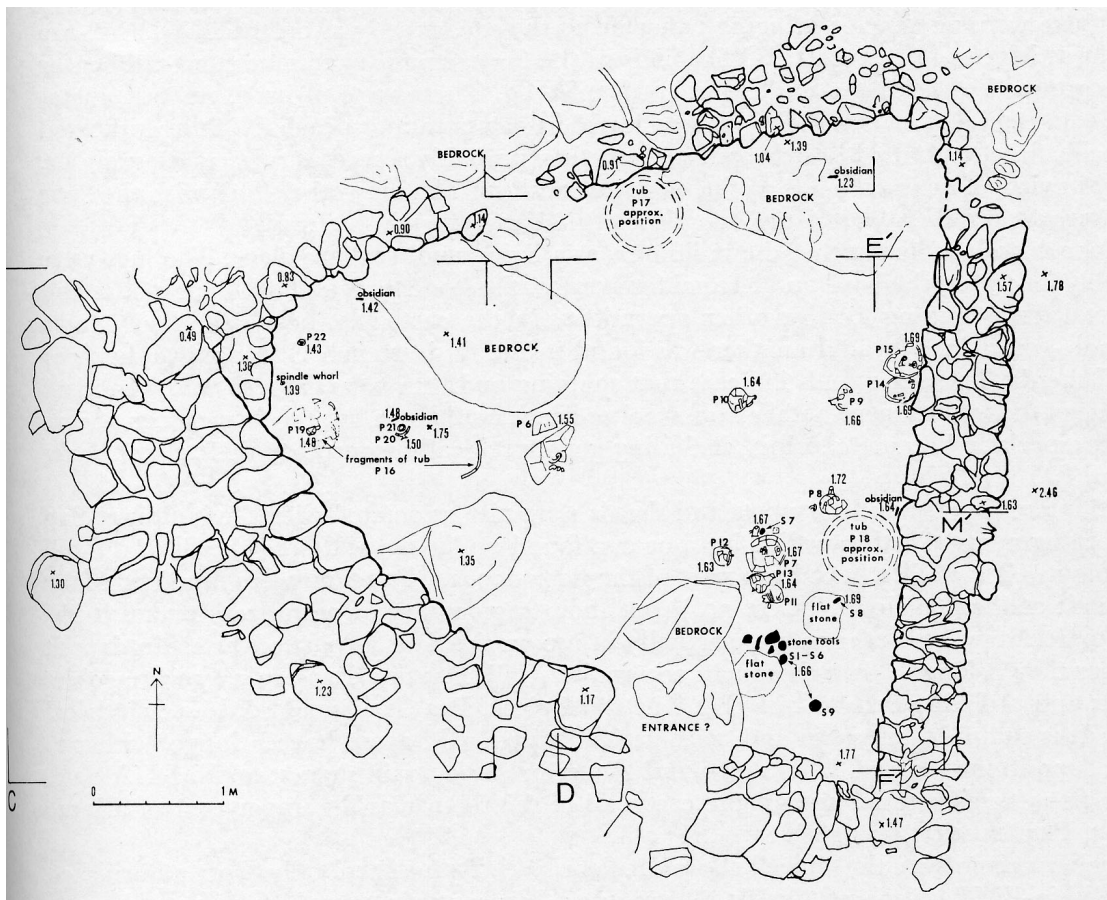 BEDROCK
1.04
1.39
1.14
BEDROCK
0.91
obsidian
1.23
tub
P17
approx.
position
BEDROCK
0.90
1.14
E'
0.83
obsidian
1.42
1.57
1.78
0.49
1.36
P22
1.43
1.41
BEDROCK
1.69
P15
spindle whorl
1.39
1.64
P10
P9
1.66
P14
1.69
P19
1.48
1.48
obsidian
P21
P20
1.50
1.75
P6
1.55
fragments of tub
P 16
1.72
P8
obsidian
1.64
2.46
1.63
M'
1.67
S7
tub
P 18
approx.
position
P12
1.63
1.67
P7
P13
1.64
P11
1.35
1.30
1.69
S8
flat
stone
BEDROCK
stone tools
S1-S6
flat
stone
1.66
S9
N
1.23
1.17
ENTRANCE ?
1.77
F'
C
0
1 M
D
1.47